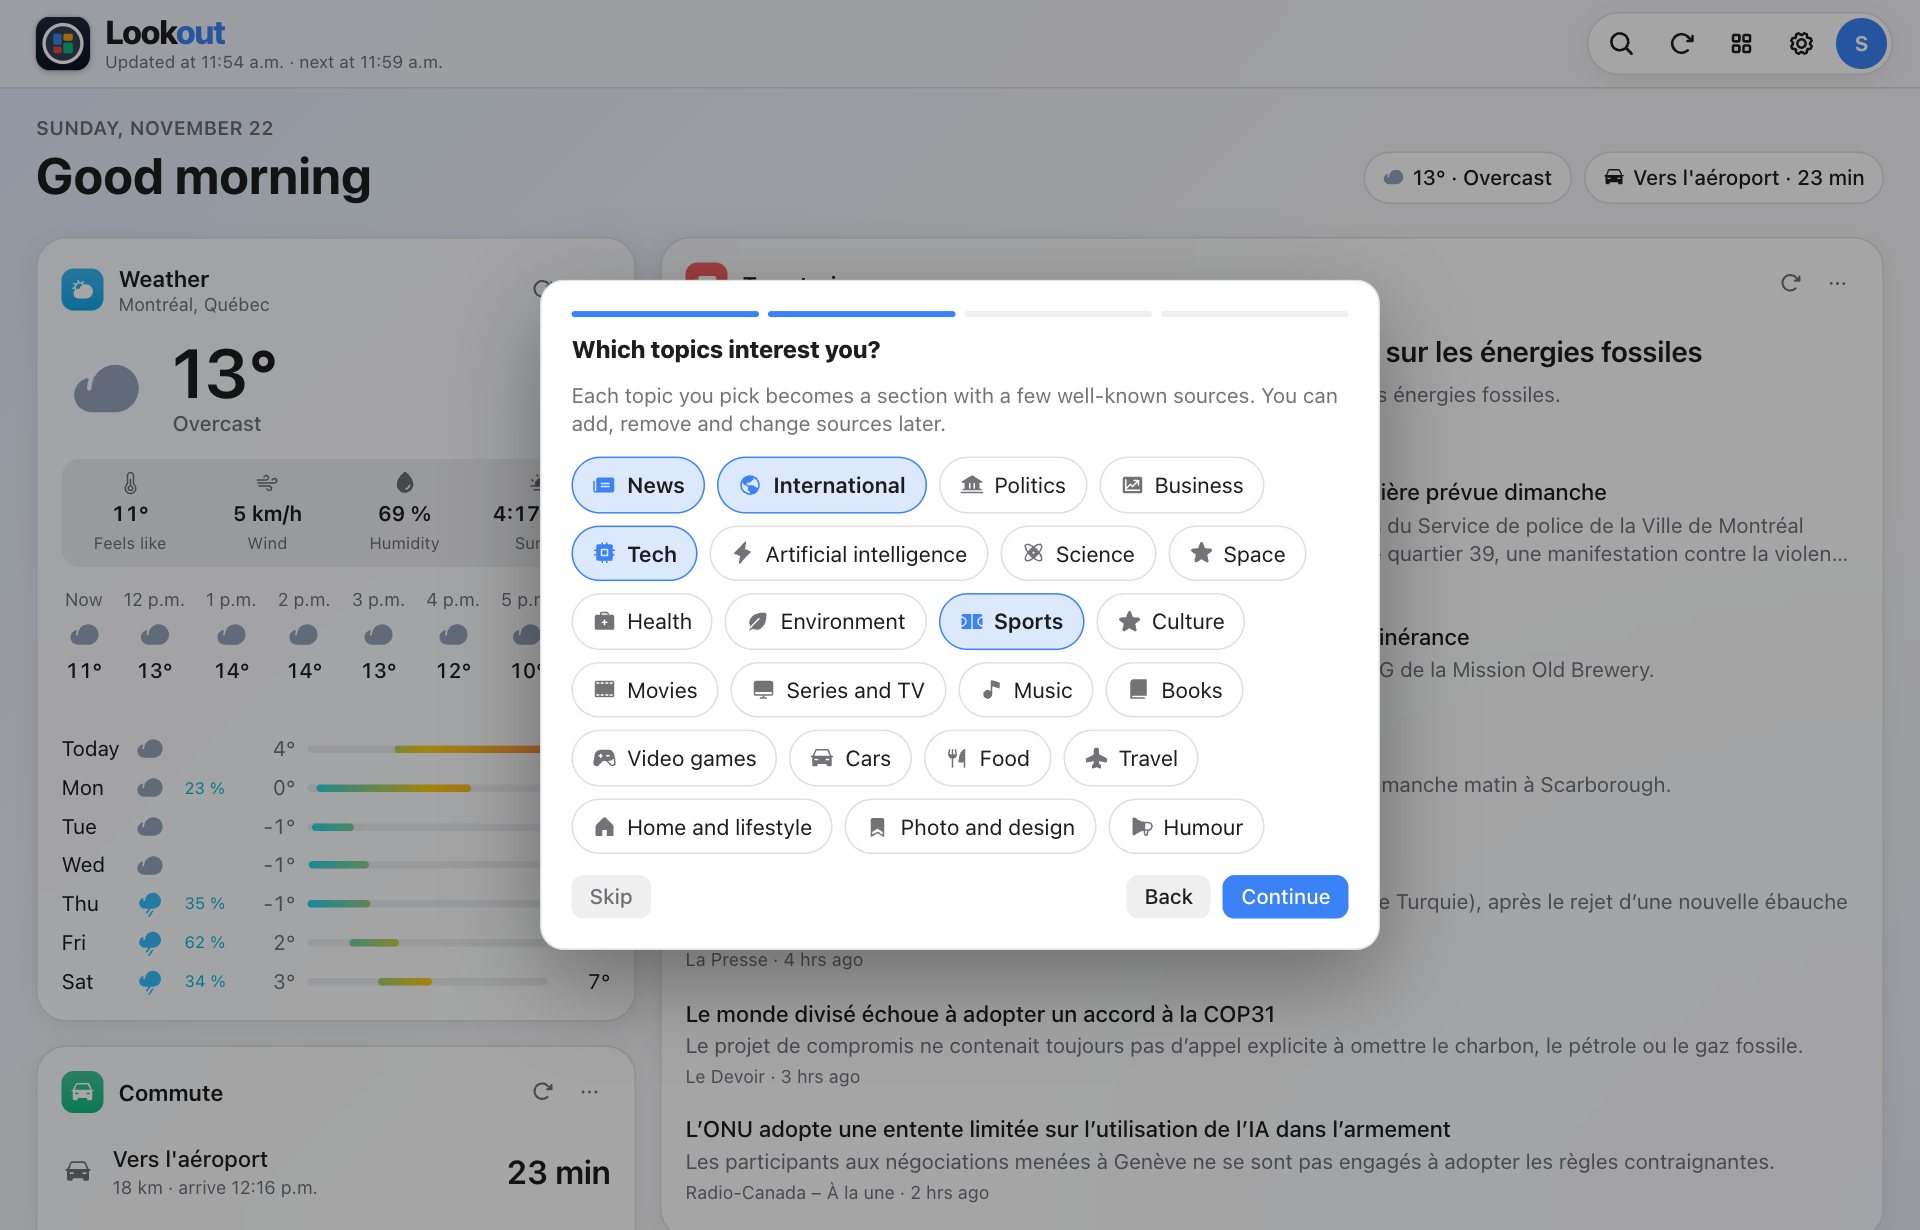 Lookout
Updated at 11:54 a.m. · next at 11:59 a.m.
S
SUNDAY, NOVEMBER 22
Good morning
13° · Overcast
Vers l'aéroport · 23 min
Weather
Montréal, Québec
13°
Overcast
11°
Feels like
5 km/h
Wind
69 %
Humidity
4:17
Now 12 p.m. 1 p.m. 2 p.m. 3 p.m. 4 p.m. 5 p.
11° 13° 14° 14° 13° 12° 10°
Today 4°
Mon 23 % 0°
Tue -1°
Wed -1°
Thu 35 % -1°
Fri 62 % 2°
Sat 34 % 3° 7°
Commute
Vers l'aéroport
18 km · arrive 12:16 p.m.
23 min
Which topics interest you?
Each topic you pick becomes a section with a few well-known sources. You can
add, remove and change sources later.
News International Politics Business
Tech Artificial intelligence Science Space
Health Environment Sports Culture
Movies Series and TV Music Books
Video games Cars Food Travel
Home and lifestyle Photo and design Humour
Skip Back Continue
sur les énergies fossiles
énergies fossiles.
prévue dimanche
du Service de police de la Ville de Montréal
quartier 39, une manifestation contre la violen...
de la Mission Old Brewery.
matin à Scarborough.
Turquie), après le rejet d’une nouvelle ébauche
La Presse · 4 hrs ago
Le monde divisé échoue à adopter un accord à la COP31
Le projet de compromis ne contenait toujours pas d’appel explicite à omettre le charbon, le pétrole ou le gaz fossile.
Le Devoir · 3 hrs ago
L’ONU adopte une entente limitée sur l’utilisation de l’IA dans l’armement
Les participants aux négociations menées à Genève ne se sont pas engagés à adopter les règles contraignantes.
Radio-Canada – À la une · 2 hrs ago